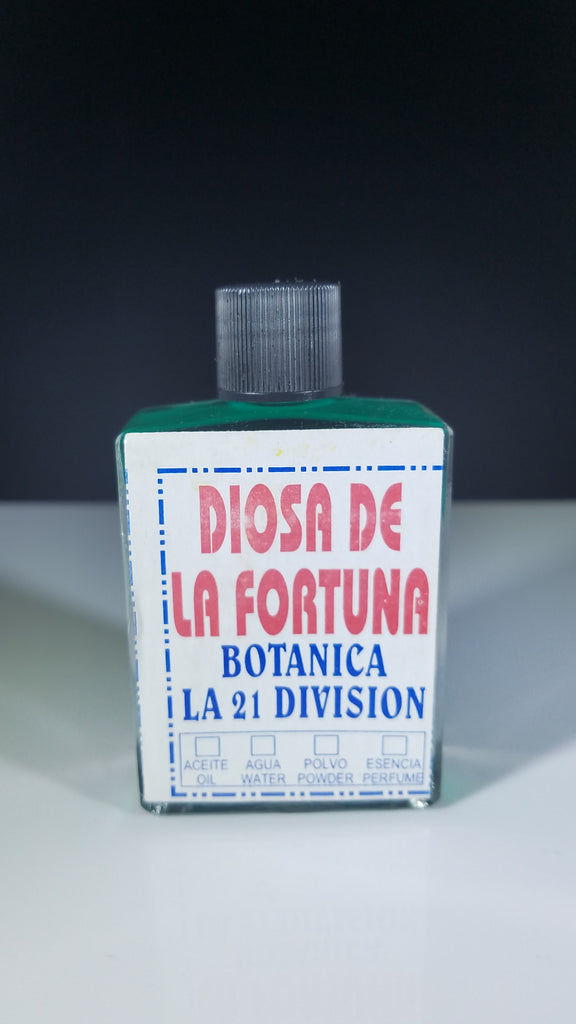 DIOSA DE
LA FORTUNA
BOTANICA
LA 21 DIVISION
ACEITE AGUA POLVO ESENCIA
OIL WATER POWDER PERFUME